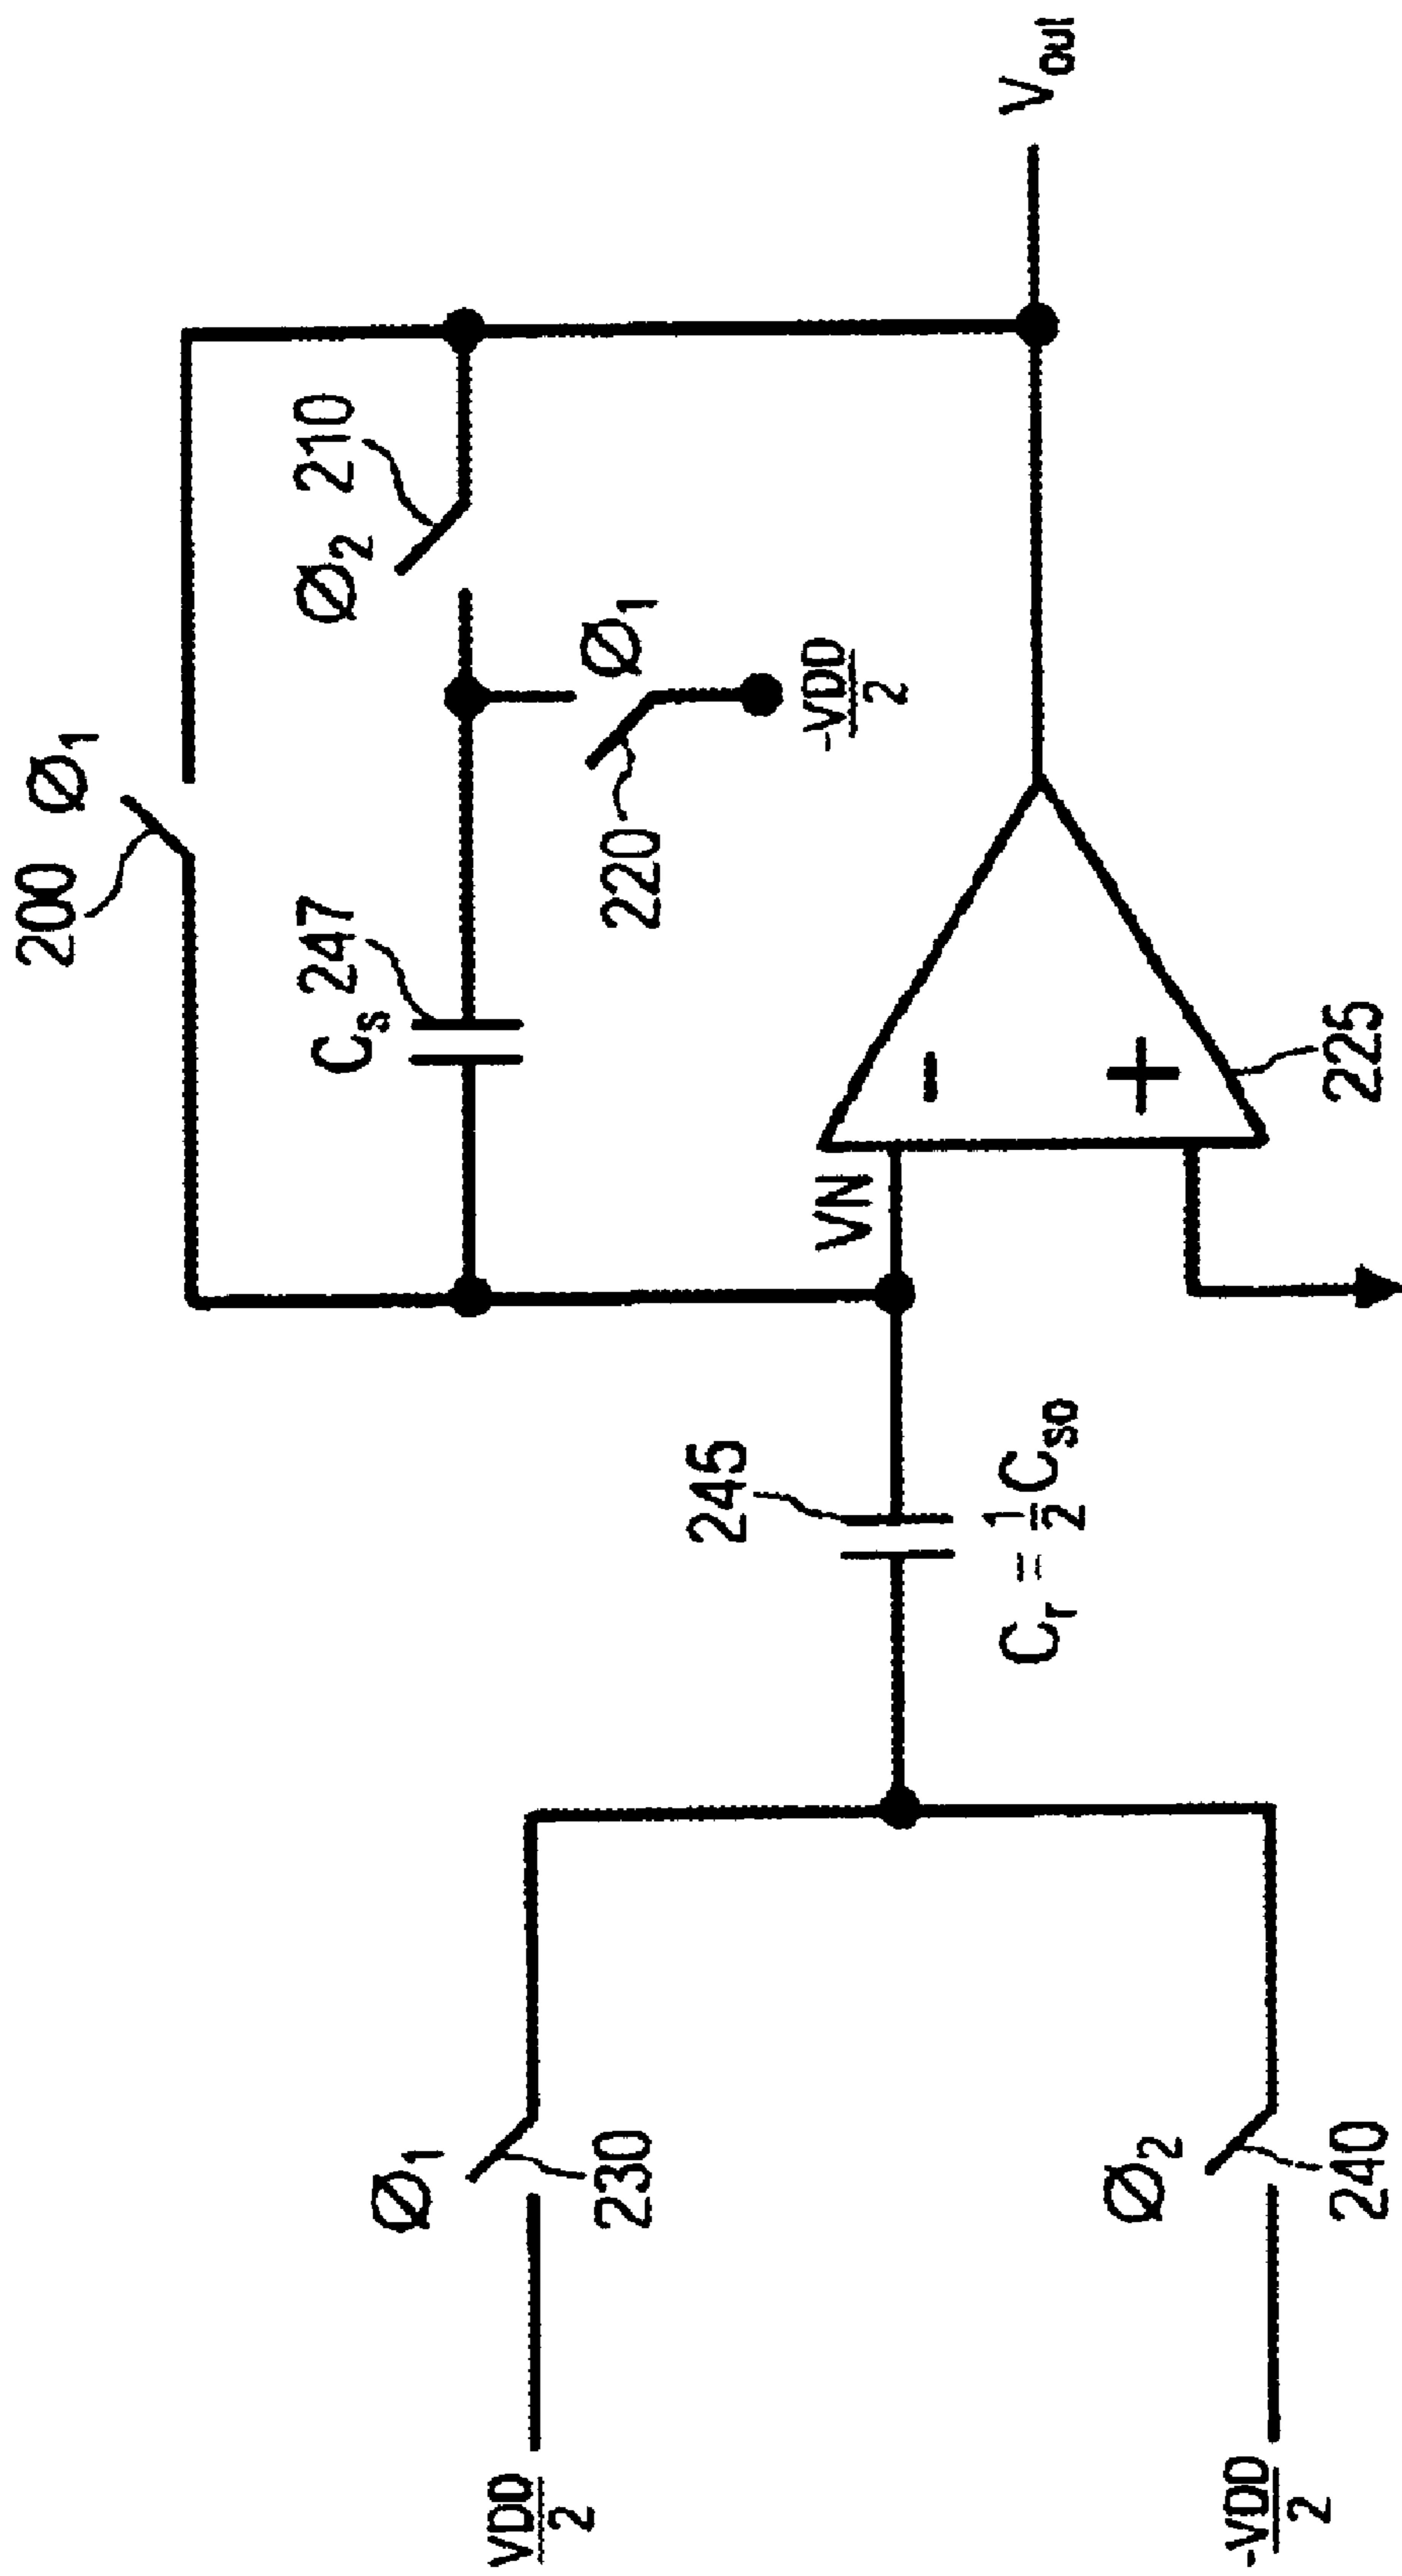 200 Ø1
Cs 247
Ø2 210
Ø1
220
-VDD/2
VDD/2
Ø1
230
245
Cr = 1/2 Cso
VN
-
+
225
Vout
Ø2
240
-VDD/2